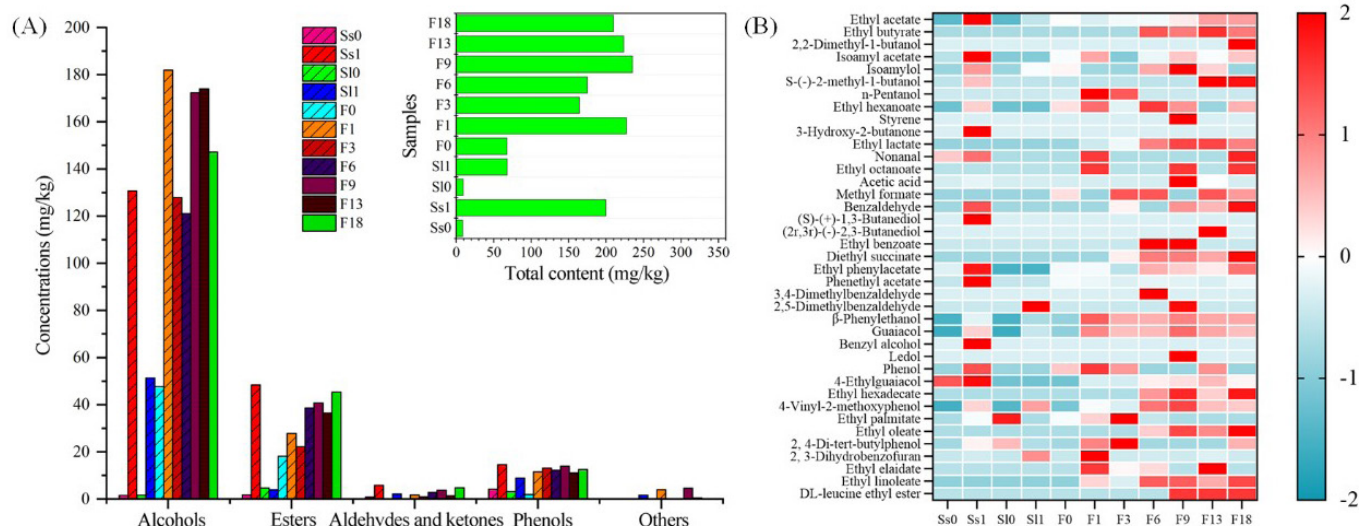 (A)
Concentrations (mg/kg)
200
180
160
140
120
100
80
60
40
20
0
Alcohols Esters Aldehydes and ketones Phenols Others
Ss0
Ss1
Sl0
Sl1
F0
F1
F3
F6
F9
F13
F18
Samples
F18
F13
F9
F6
F3
F1
F0
Sl1
Sl0
Ss1
Ss0
0 50 100 150 200 250 300 350
Total content (mg/kg)
(B)
Ethyl acetate
Ethyl butyrate
2,2-Dimethyl-1-butanol
Isoamyl acetate
Isoamylol
S-(-)-2-methyl-1-butanol
n-Pentanol
Ethyl hexanoate
Styrene
3-Hydroxy-2-butanone
Ethyl lactate
Nonanal
Ethyl octanoate
Acetic acid
Methyl formate
Benzaldehyde
(S)-(+)-1,3-Butanediol
(2r,3r)-(-)-2,3-Butanediol
Ethyl benzoate
Diethyl succinate
Ethyl phenylacetate
Phenethyl acetate
3,4-Dimethylbenzaldehyde
2,5-Dimethylbenzaldehyde
β-Phenylethanol
Guaiacol
Benzyl alcohol
Ledol
Phenol
4-Ethylguaiacol
Ethyl hexadecate
4-Vinyl-2-methoxyphenol
Ethyl palmitate
Ethyl oleate
2, 4-Di-tert-butylphenol
2, 3-Dihydrobenzofuran
Ethyl elaidate
Ethyl linoleate
DL-leucine ethyl ester
Ss0 Ss1 Sl0 Sl1 F0 F1 F3 F6 F9 F13 F18
2
1
0
-1
-2